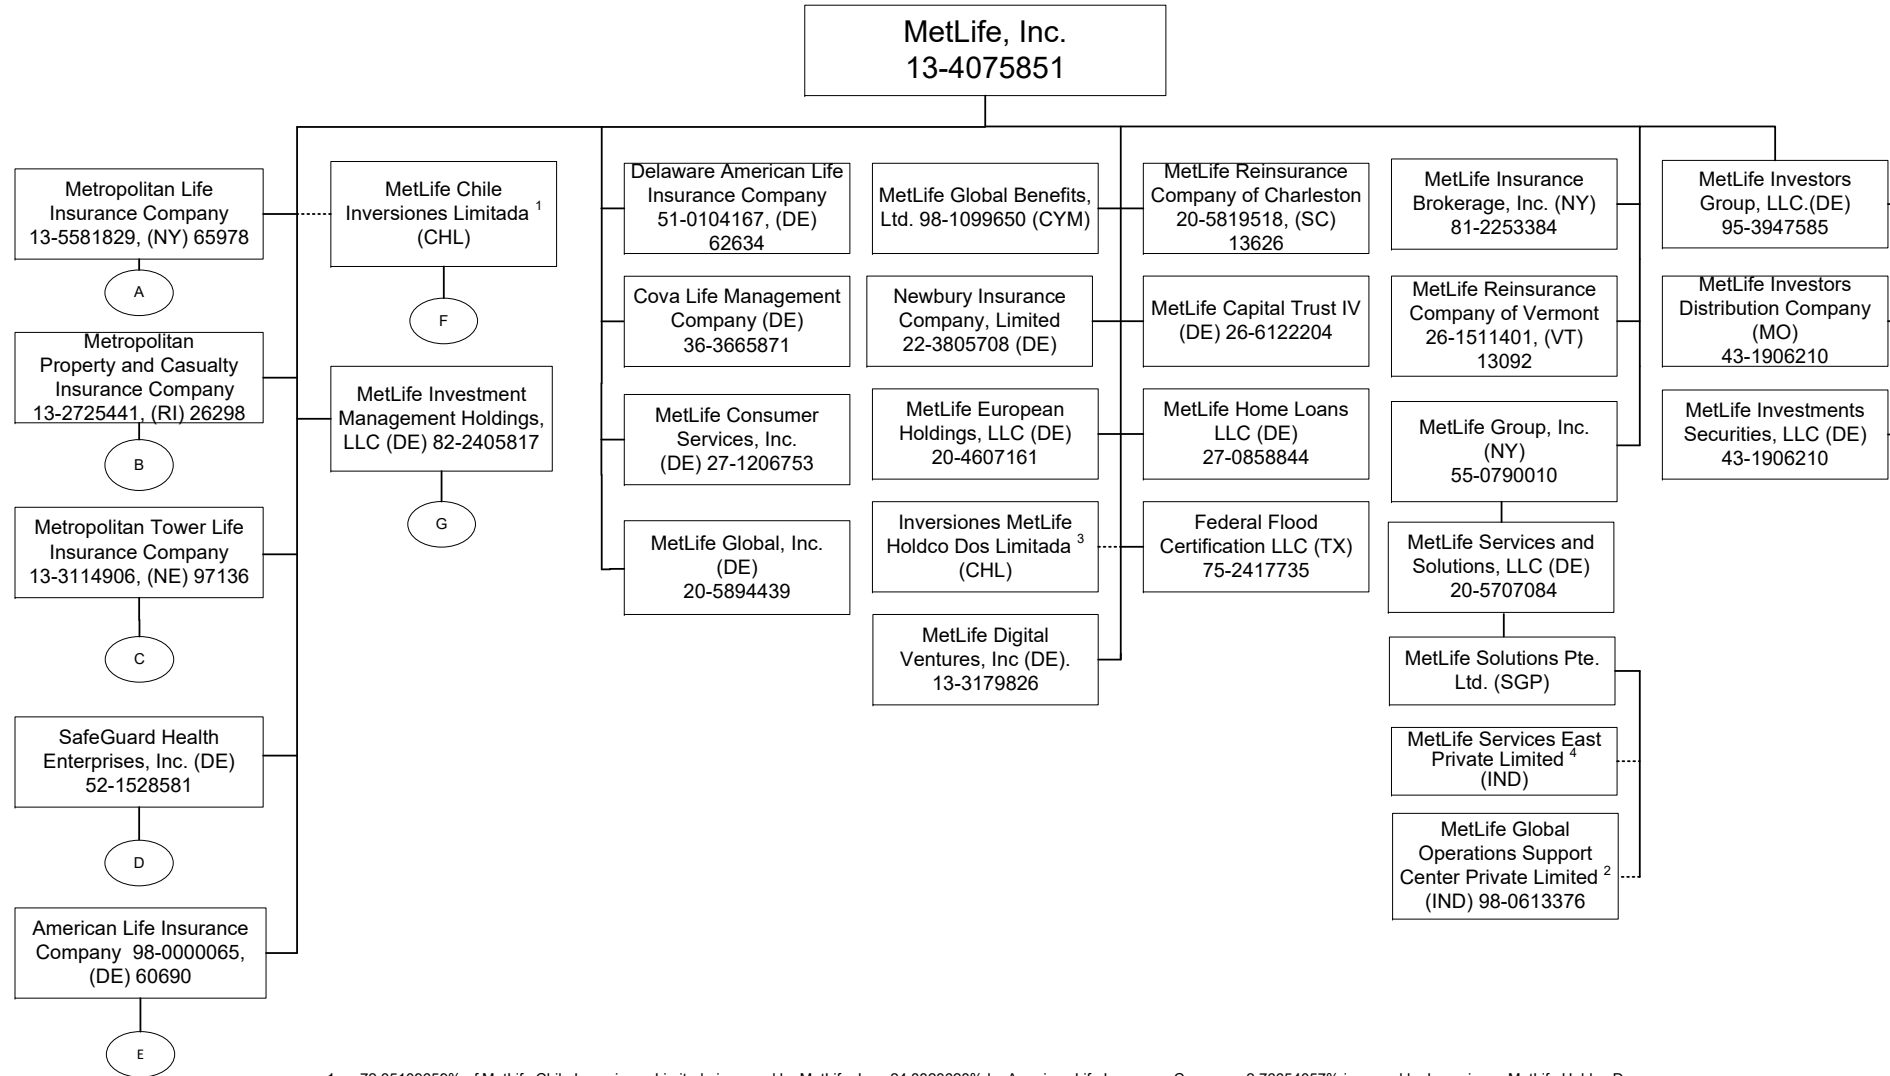 MetLife, Inc.
13-4075851
Metropolitan Life
Insurance Company
13-5581829, (NY) 65978
A
Metropolitan
Property and Casualty
Insurance Company
13-2725441, (RI) 26298
B
Metropolitan Tower Life
Insurance Company
13-3114906, (NE) 97136
C
SafeGuard Health
Enterprises, Inc. (DE)
52-1528581
D
American Life Insurance
Company 98-0000065,
(DE) 60690
E
MetLife Chile
Inversiones Limitada 1
(CHL)
F
MetLife Investment
Management Holdings,
LLC (DE) 82-2405817
G
Delaware American Life
Insurance Company
51-0104167, (DE)
62634
Cova Life Management
Company (DE)
36-3665871
MetLife Consumer
Services, Inc.
(DE) 27-1206753
MetLife Global, Inc.
(DE)
20-5894439
MetLife Global Benefits,
Ltd. 98-1099650 (CYM)
Newbury Insurance
Company, Limited
22-3805708 (DE)
MetLife European
Holdings, LLC (DE)
20-4607161
Inversiones MetLife
Holdco Dos Limitada 3
(CHL)
MetLife Digital
Ventures, Inc (DE).
13-3179826
MetLife Reinsurance
Company of Charleston
20-5819518, (SC)
13626
MetLife Capital Trust IV
(DE) 26-6122204
MetLife Home Loans
LLC (DE)
27-0858844
Federal Flood
Certification LLC (TX)
75-2417735
MetLife Insurance
Brokerage, Inc. (NY)
81-2253384
MetLife Reinsurance
Company of Vermont
26-1511401, (VT)
13092
MetLife Group, Inc.
(NY)
55-0790010
MetLife Services and
Solutions, LLC (DE)
20-5707084
MetLife Solutions Pte.
Ltd. (SGP)
MetLife Services East
Private Limited 4
(IND)
MetLife Global
Operations Support
Center Private Limited 2
(IND) 98-0613376
MetLife Investors
Group, LLC.(DE)
95-3947585
MetLife Investors
Distribution Company
(MO)
43-1906210
MetLife Investments
Securities, LLC (DE)
43-1906210